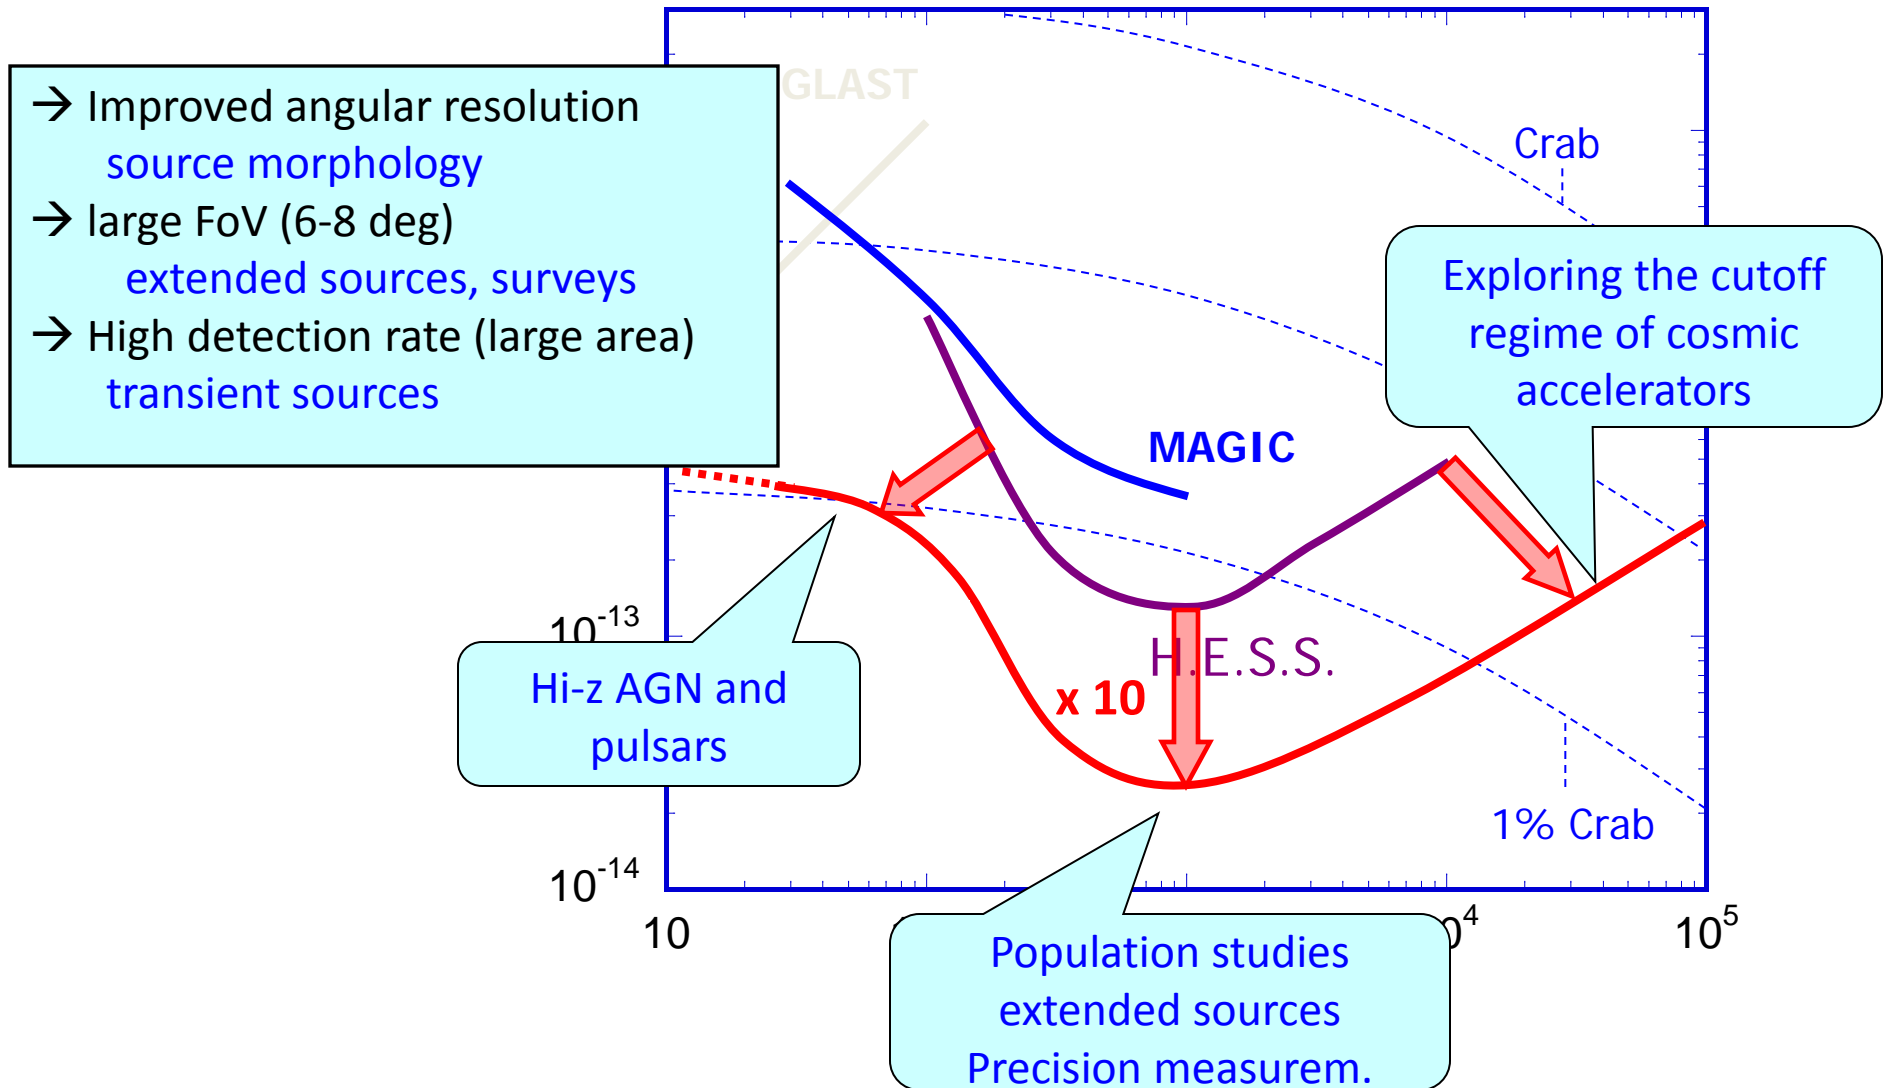 GLAST
→ Improved angular resolution
source morphology
→ large FoV (6-8 deg)
extended sources, surveys
→ High detection rate (large area)
transient sources
Crab
Exploring the cutoff
regime of cosmic
accelerators
MAGIC
10^-13
H.E.S.S.
x 10
Hi-z AGN and
pulsars
1% Crab
10^-14
10
10^5
Population studies
extended sources
Precision measurem.